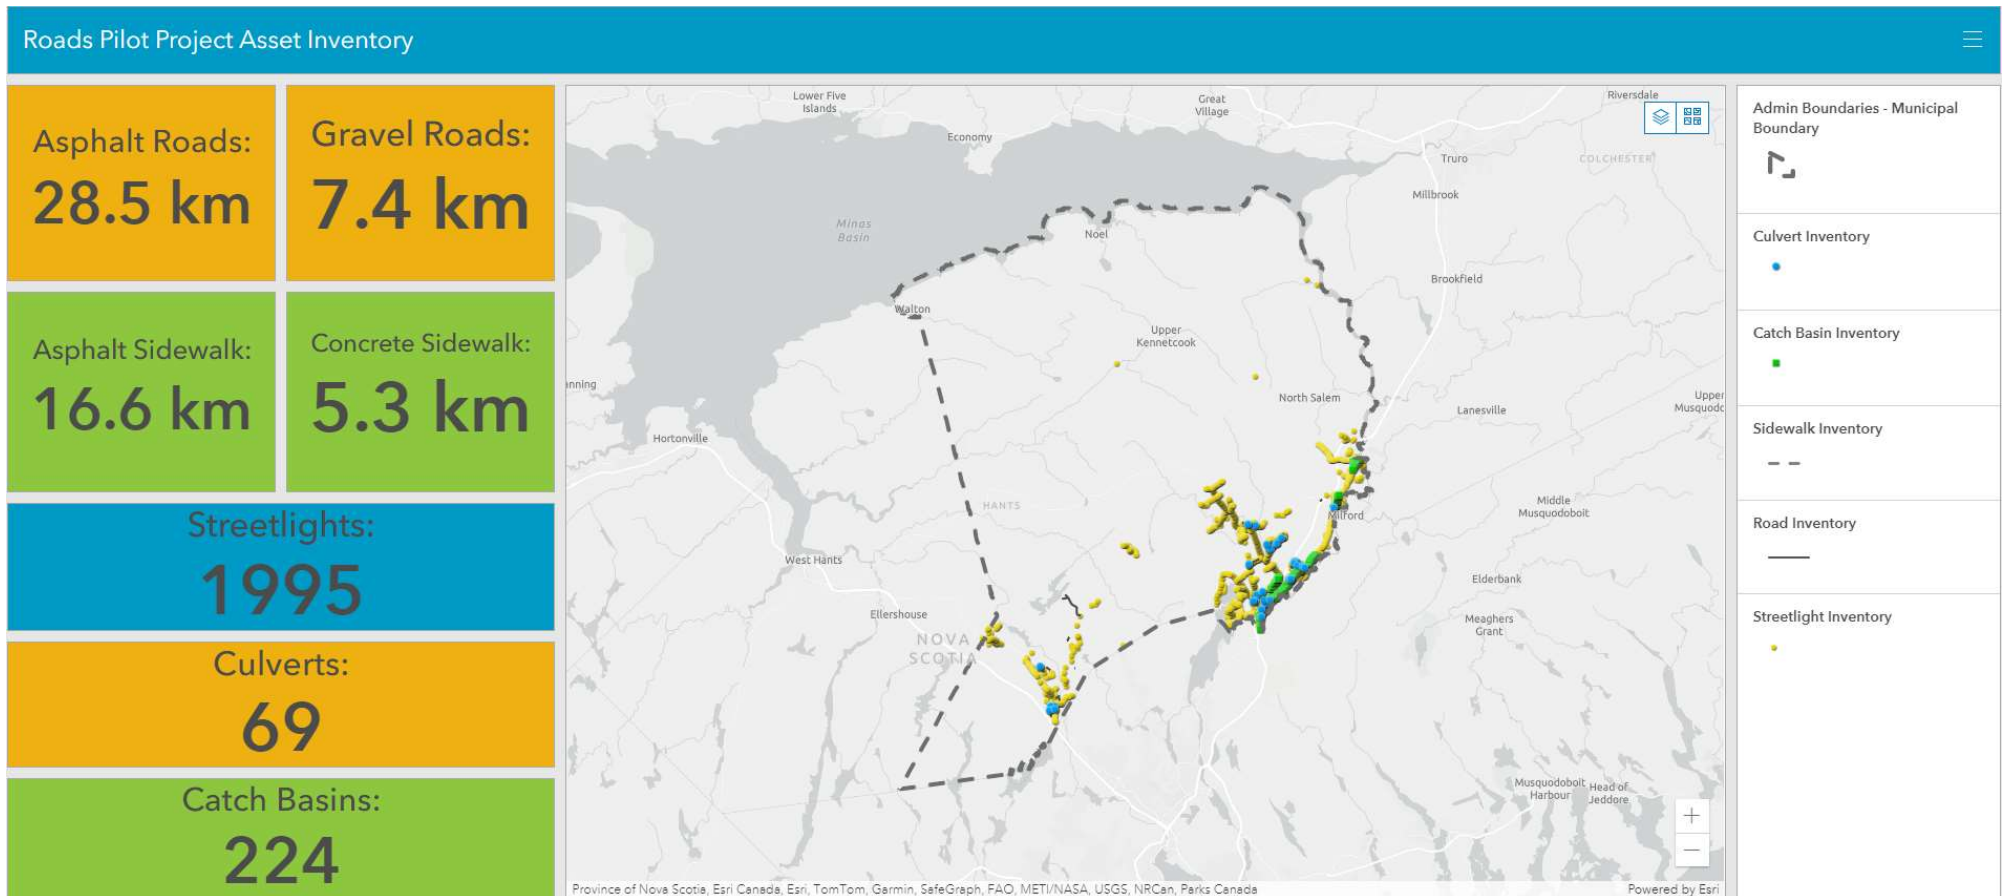 Roads Pilot Project Asset Inventory
Asphalt Roads:
28.5 km
Gravel Roads:
7.4 km
Asphalt Sidewalk:
16.6 km
Concrete Sidewalk:
5.3 km
Streetlights:
1995
Culverts:
69
Catch Basins:
224
Lower Five
Islands
Great
Village
Riversdale
Economy
Truro
COLCHESTER
Millbrook
Minas
Basin
Noel
Brookfield
Walton
Upper
Kennetcook
nning
North Salem
Upper
Musquodo
Lanesville
Hortonville
HANTS
Middle
Musquodoboit
Milford
West Hants
Elderbank
Ellershouse
Meaghers
Grant
NOVA
SCOTIA
Musquodoboit
Harbour
Head of
Jeddore
+
−
Province of Nova Scotia, Esri Canada, Esri, TomTom, Garmin, SafeGraph, FAO, METI/NASA, USGS, NRCan, Parks Canada
Powered by Esri
Admin Boundaries - Municipal
Boundary
Culvert Inventory
Catch Basin Inventory
Sidewalk Inventory
Road Inventory
Streetlight Inventory